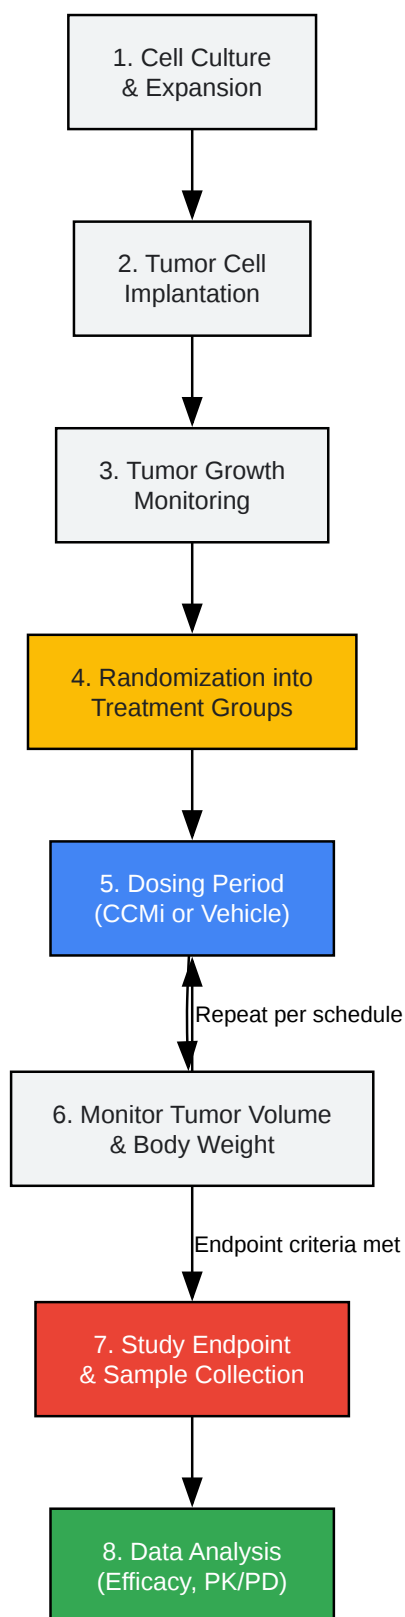 1. Cell Culture
& Expansion
2. Tumor Cell
Implantation
3. Tumor Growth
Monitoring
4. Randomization into
Treatment Groups
5. Dosing Period
(CCMi or Vehicle)
Repeat per schedule
6. Monitor Tumor Volume
& Body Weight
Endpoint criteria met
7. Study Endpoint
& Sample Collection
8. Data Analysis
(Efficacy, PK/PD)